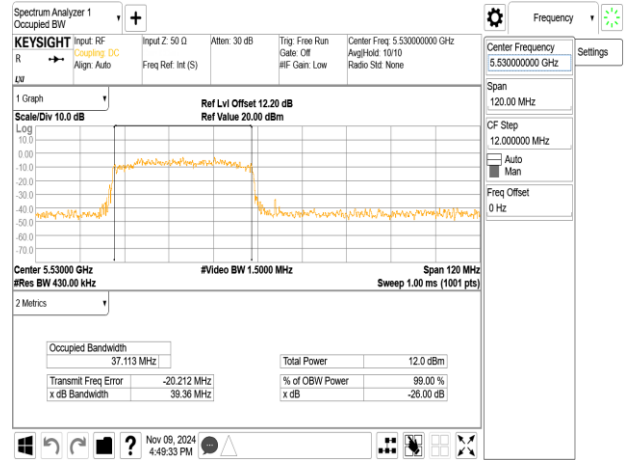 Spectrum Analyzer 1
Occupied BW
Frequency
KEYSIGHT
R
Input: RF
Coupling: DC
Align: Auto
Input Z: 50 Ω
Freq Ref: Int (S)
Atten: 30 dB
Trig: Free Run
Gate: Off
#IF Gain: Low
Center Freq: 5.530000000 GHz
Avg|Hold: 10/10
Radio Std: None
1 Graph
Scale/Div 10.0 dB
Ref Lvl Offset 12.20 dB
Ref Value 20.00 dBm
Log
10.0
0.00
-10.0
-20.0
-30.0
-40.0
-50.0
-60.0
-70.0
Center 5.53000 GHz
#Res BW 430.00 kHz
#Video BW 1.5000 MHz
Span 120 MHz
Sweep 1.00 ms (1001 pts)
2 Metrics
Occupied Bandwidth
37.113 MHz
Transmit Freq Error -20.212 MHz
x dB Bandwidth 39.36 MHz
Total Power 12.0 dBm
% of OBW Power 99.00 %
x dB -26.00 dB
Center Frequency
5.530000000 GHz
Settings
Span
120.00 MHz
CF Step
12.000000 MHz
Auto
Man
Freq Offset
0 Hz
?
Nov 09, 2024
4:49:33 PM